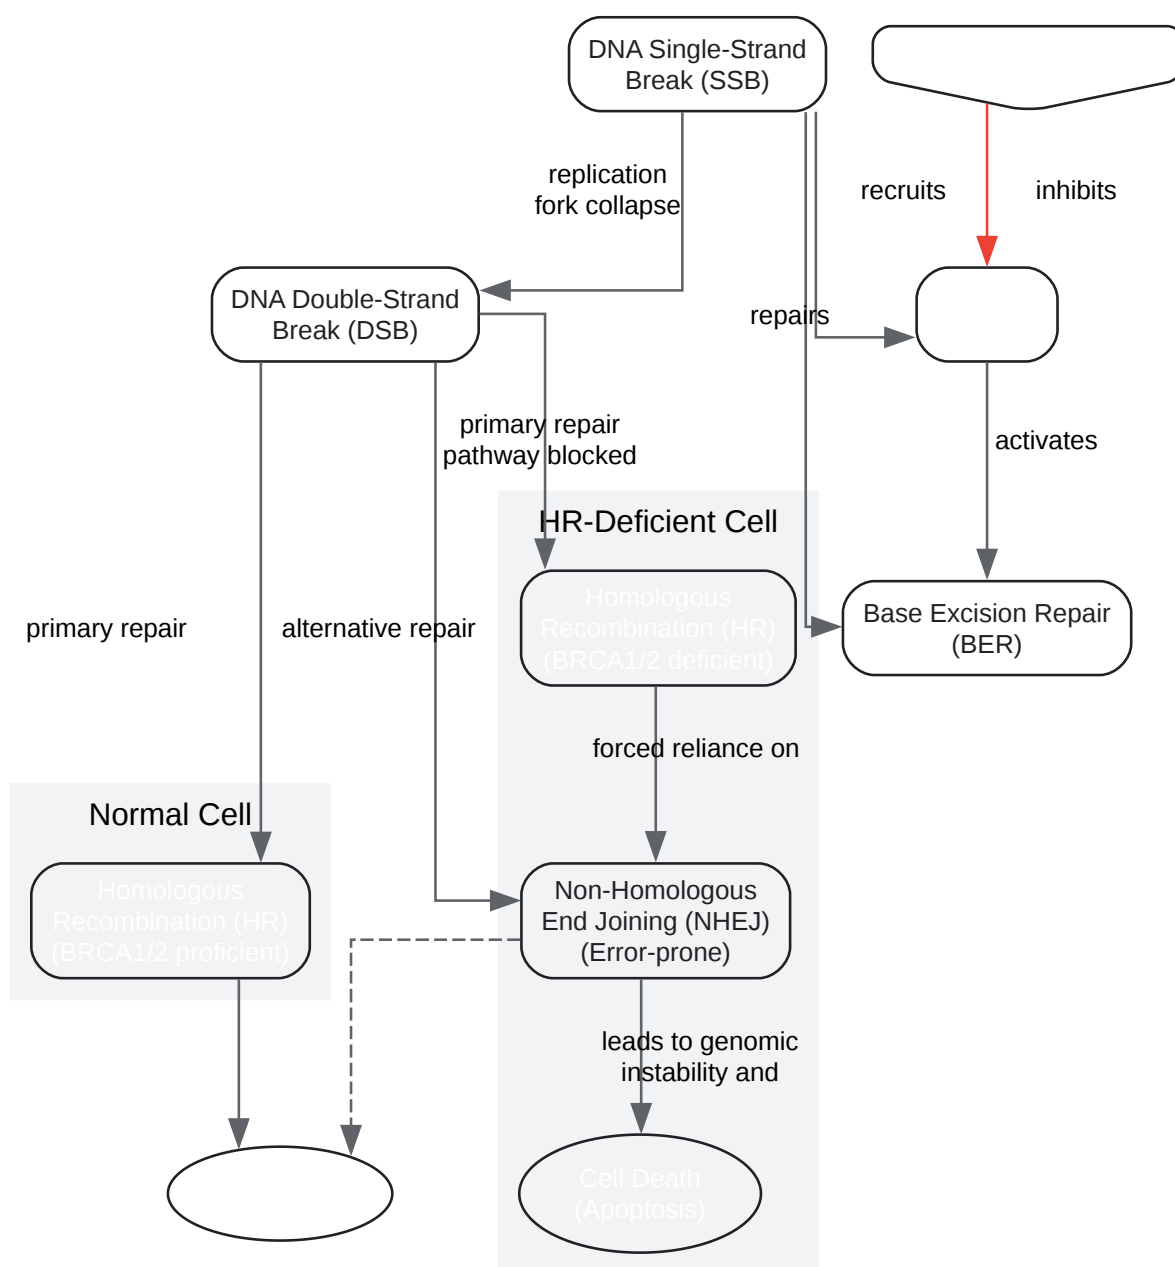 DNA Single-Strand
Break (SSB)
replication
fork collapse
recruits
inhibits
DNA Double-Strand
Break (DSB)
repairs
primary repair
pathway blocked
activates
HR-Deficient Cell
Homologous
Recombination (HR)
(BRCA1/2 deficient)
Base Excision Repair
(BER)
primary repair
alternative repair
forced reliance on
Normal Cell
Homologous
Recombination (HR)
(BRCA1/2 proficient)
Non-Homologous
End Joining (NHEJ)
(Error-prone)
leads to genomic
instability and
Cell Death
(Apoptosis)